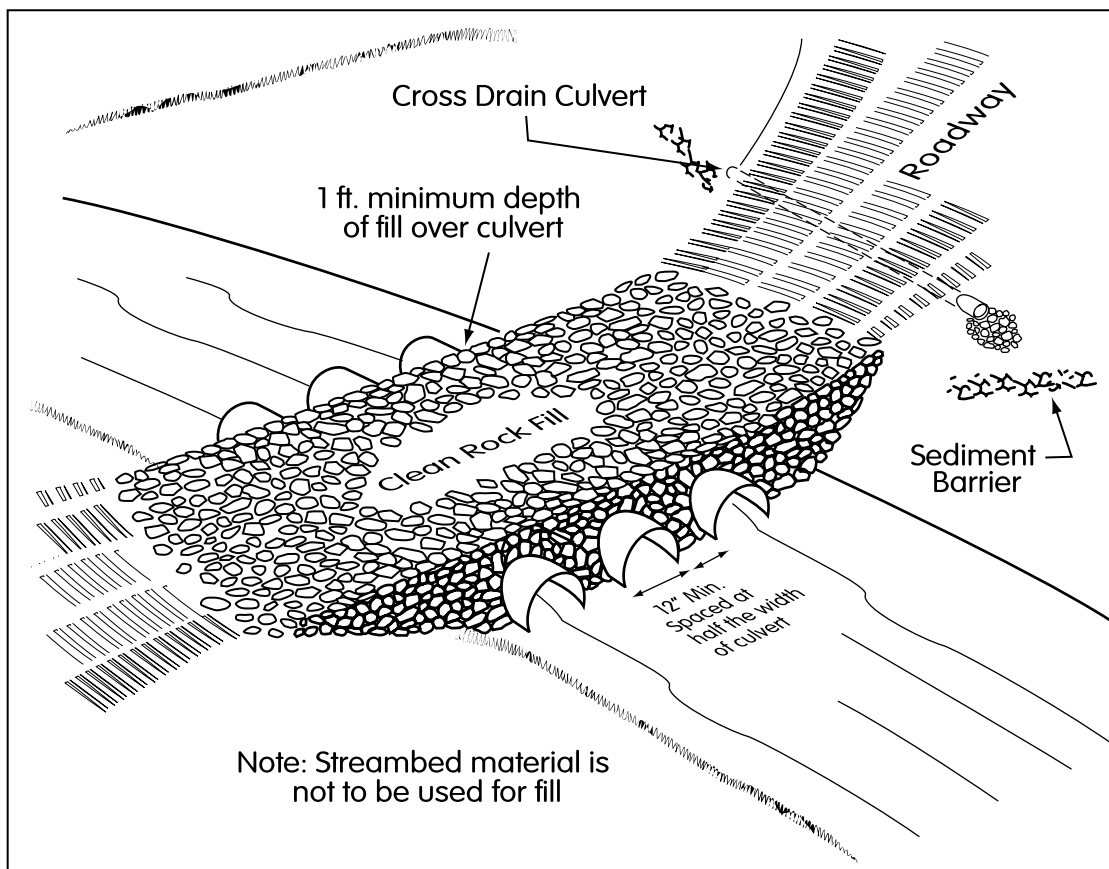 Cross Drain Culvert
Roadway
1 ft. minimum depth
of fill over culvert
Clean Rock Fill
Sediment
Barrier
12" Min.
Spaced at
half the width
of culvert
Note: Streambed material is
not to be used for fill